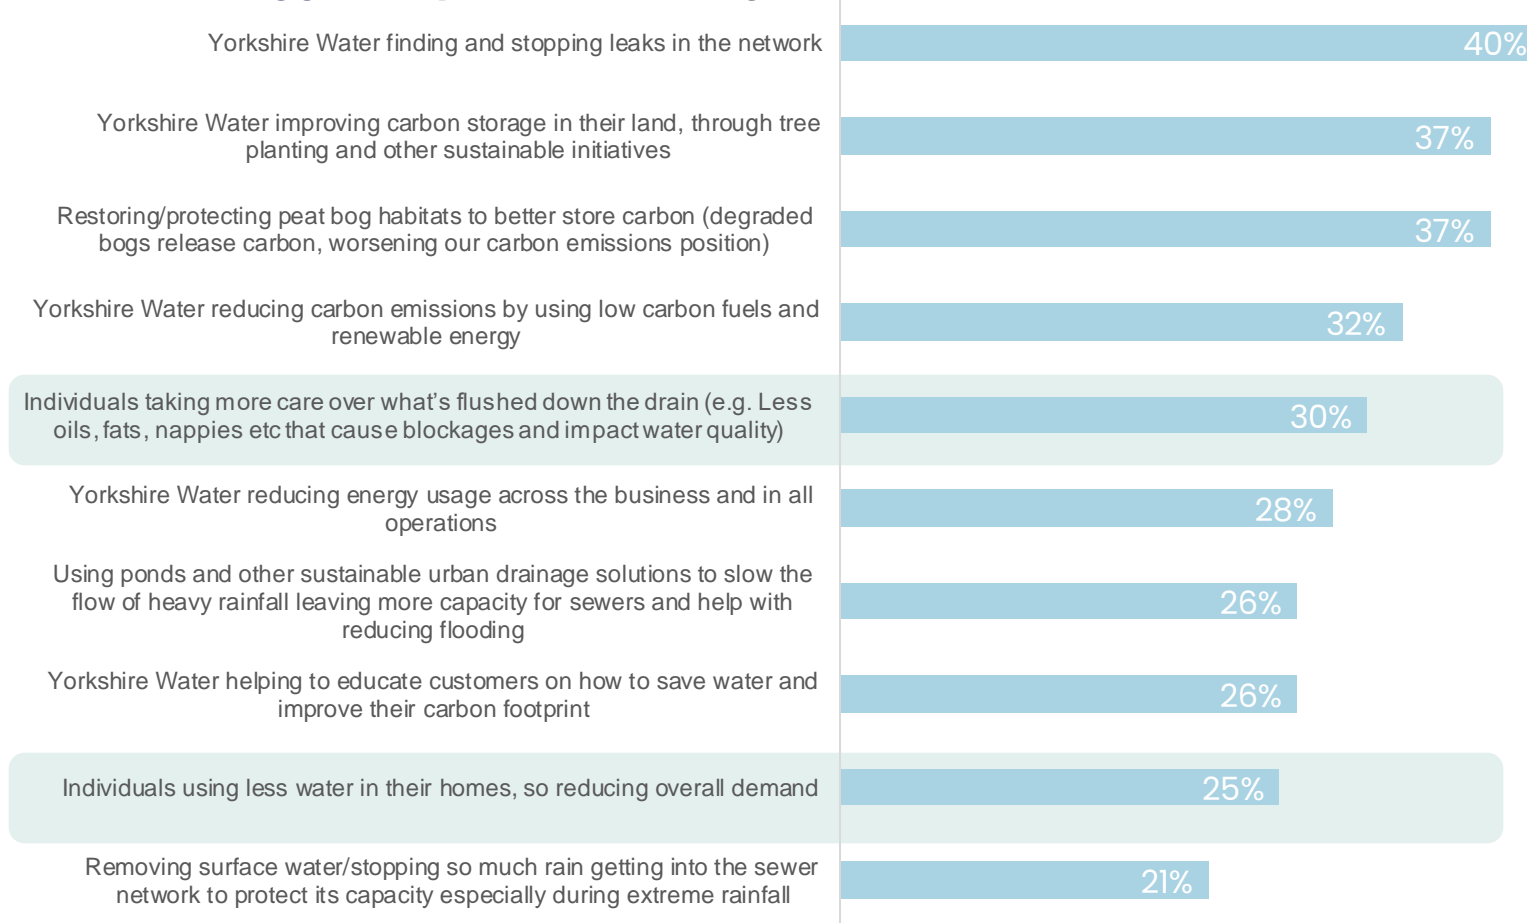 Yorkshire Water finding and stopping leaks in the network
40%
Yorkshire Water improving carbon storage in their land, through tree
planting and other sustainable initiatives
37%
Restoring/protecting peat bog habitats to better store carbon (degraded
bogs release carbon, worsening our carbon emissions position)
37%
Yorkshire Water reducing carbon emissions by using low carbon fuels and
renewable energy
32%
Individuals taking more care over what’s flushed down the drain (e.g. Less
oils, fats, nappies etc that cause blockages and impact water quality)
30%
Yorkshire Water reducing energy usage across the business and in all
operations
28%
Using ponds and other sustainable urban drainage solutions to slow the
flow of heavy rainfall leaving more capacity for sewers and help with
reducing flooding
26%
Yorkshire Water helping to educate customers on how to save water and
improve their carbon footprint
26%
Individuals using less water in their homes, so reducing overall demand
25%
Removing surface water/stopping so much rain getting into the sewer
network to protect its capacity especially during extreme rainfall
21%